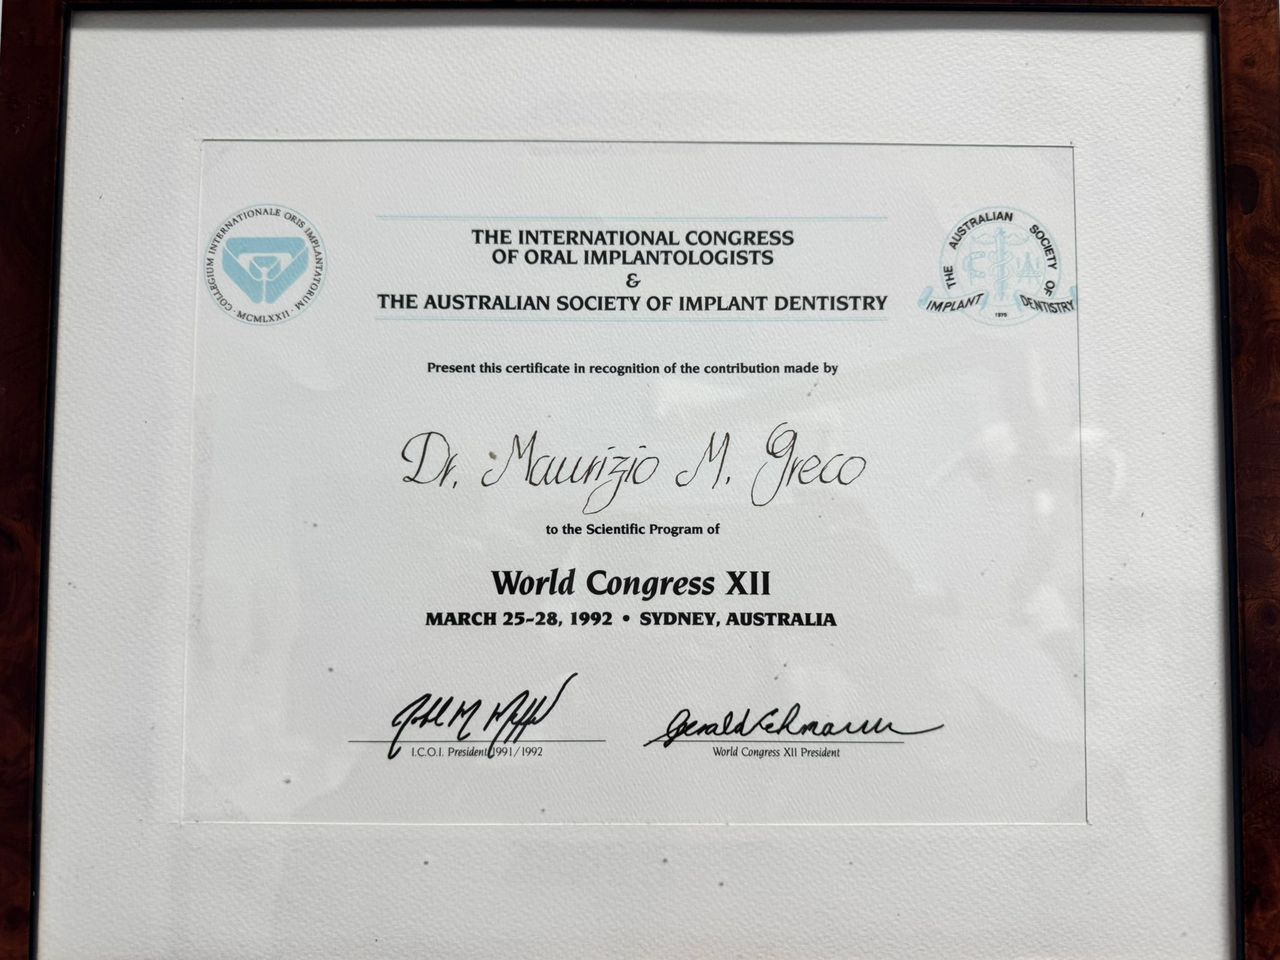 COLLEGIUM INTERNATIONALE ORIS IMPLANTATORUM
· MCMLXXII ·
THE INTERNATIONAL CONGRESS
OF ORAL IMPLANTOLOGISTS
&
THE AUSTRALIAN SOCIETY OF IMPLANT DENTISTRY
THE AUSTRALIAN SOCIETY OF
IMPLANT DENTISTRY
Present this certificate in recognition of the contribution made by
Dr. Maurizio M. Greco
to the Scientific Program of
World Congress XII
MARCH 25-28, 1992 • SYDNEY, AUSTRALIA
I.C.O.I. President 1991/1992
World Congress XII President